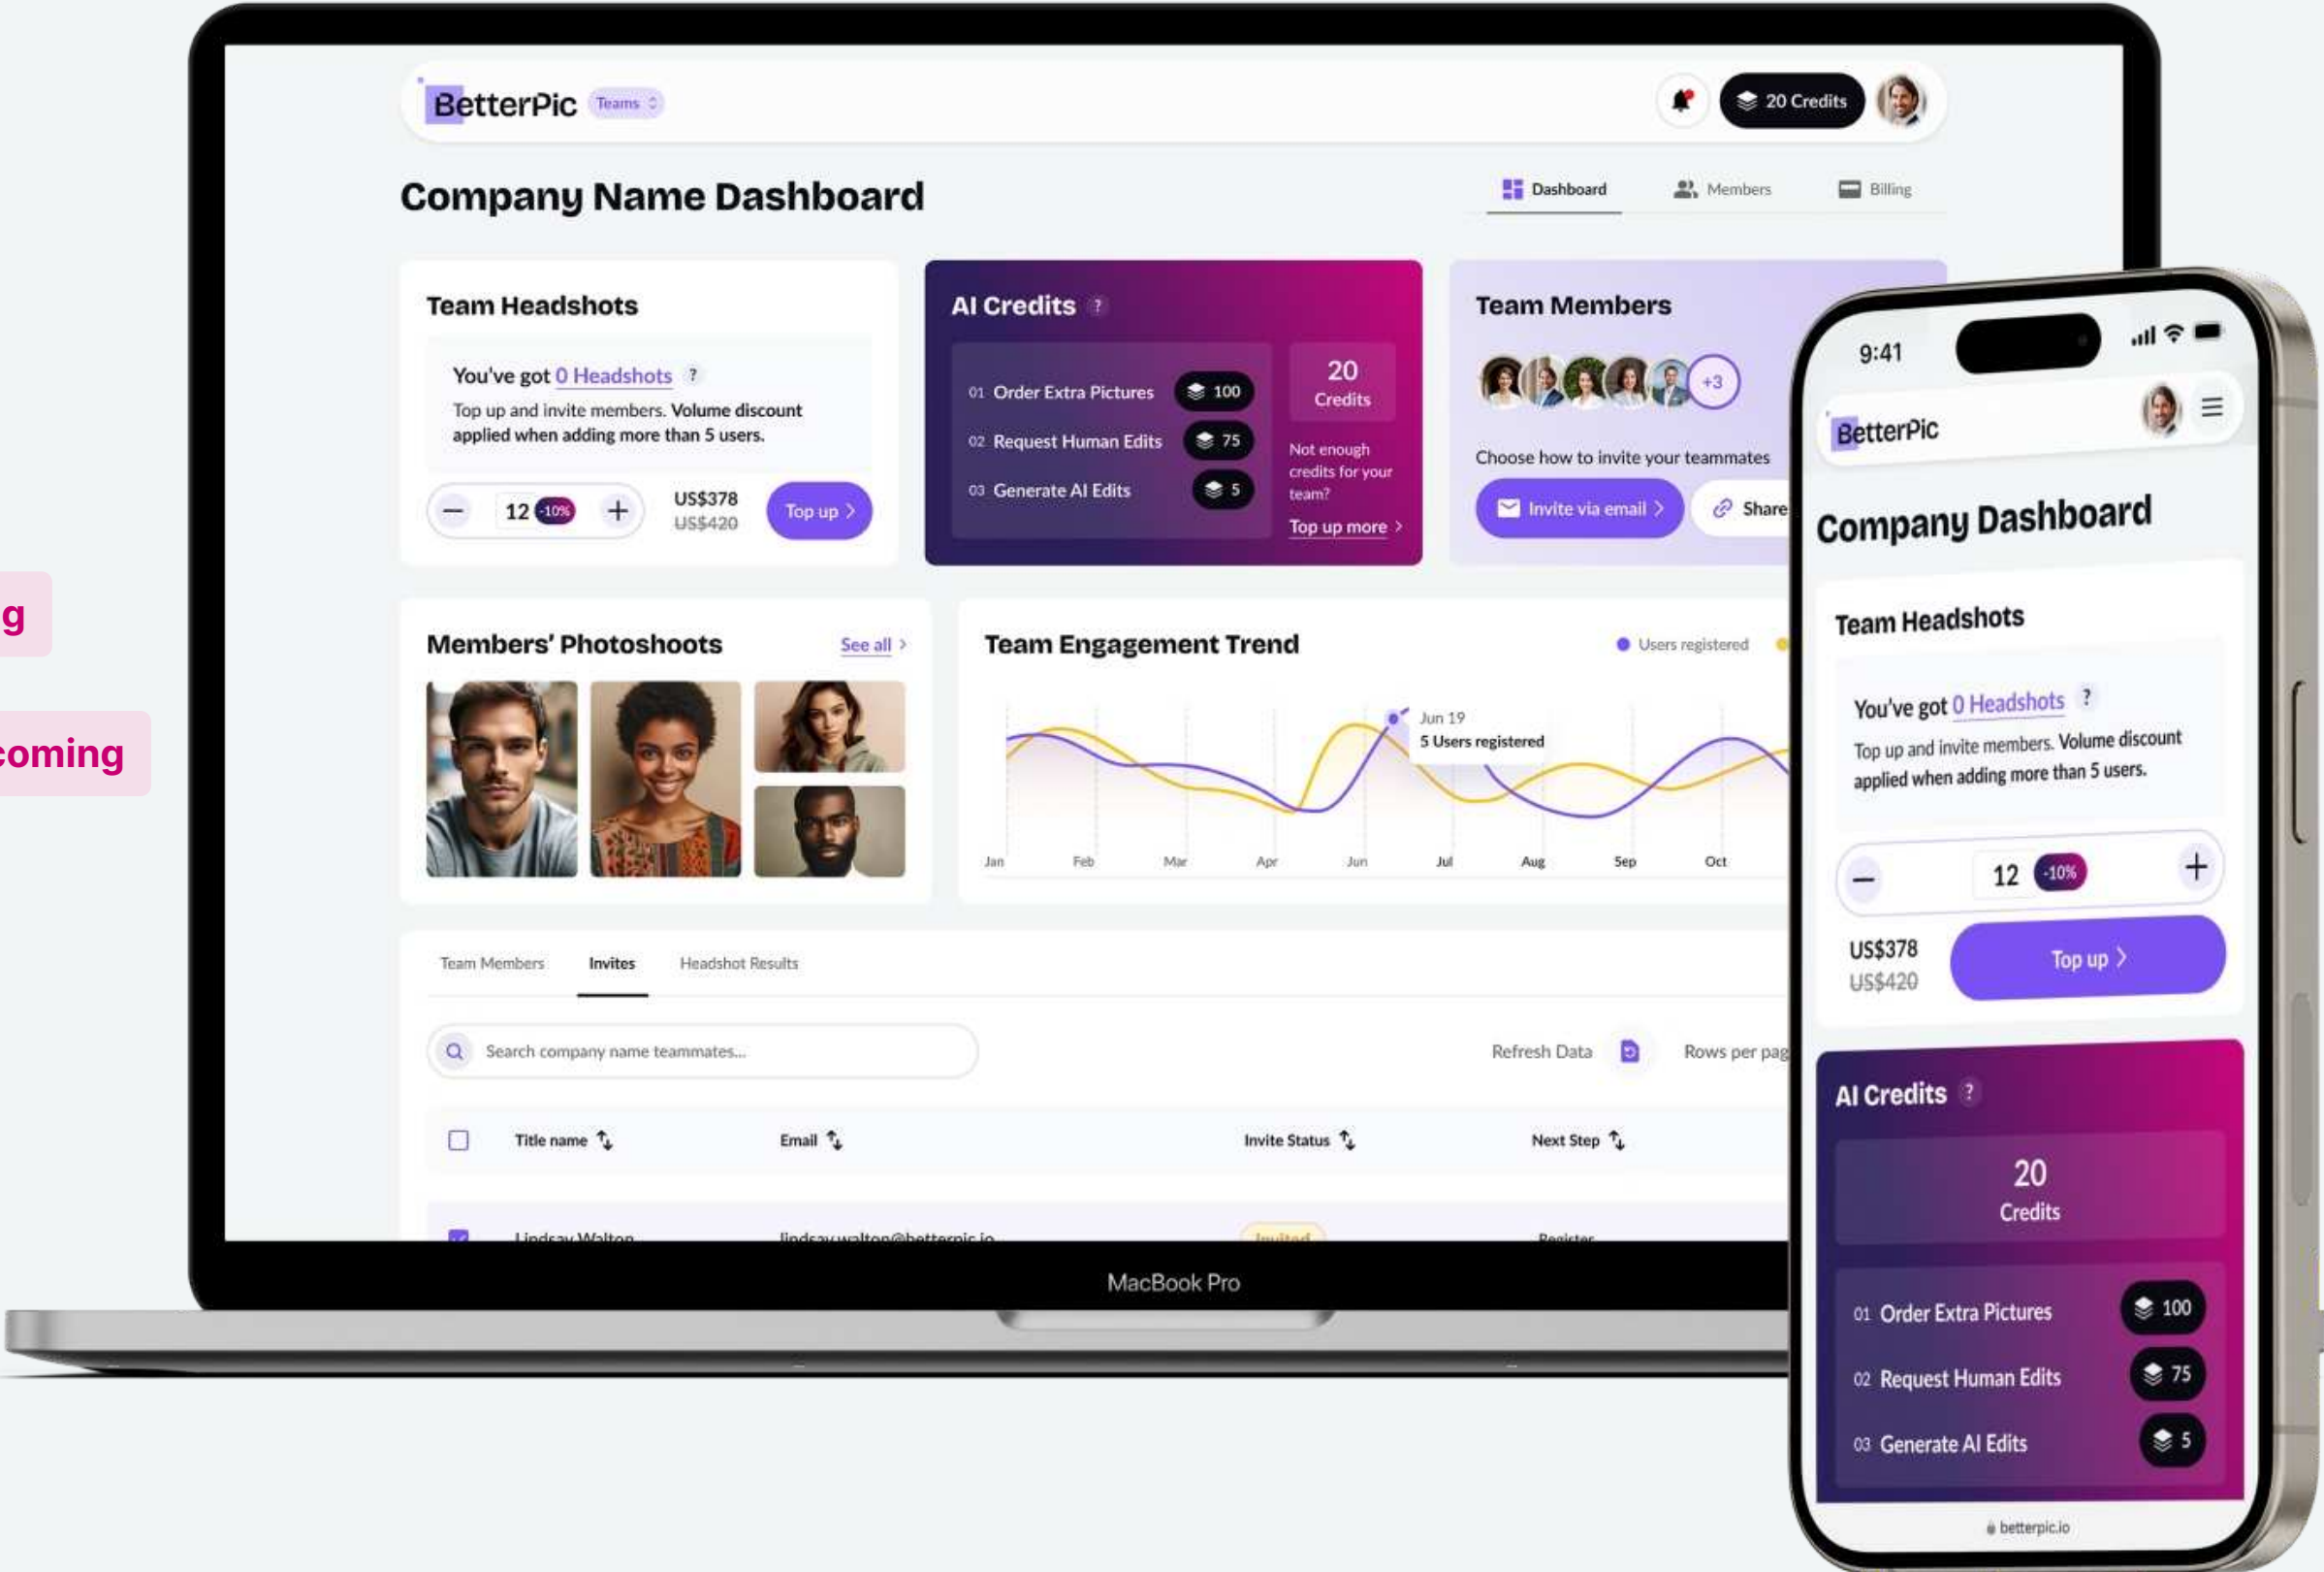 BetterPic Teams
20 Credits
Company Name Dashboard
Dashboard Members Billing
Team Headshots
You've got 0 Headshots ?
Top up and invite members. Volume discount
applied when adding more than 5 users.
12 -10%
US$378
US$420
Top up
AI Credits ?
01 Order Extra Pictures 100
02 Request Human Edits 75
03 Generate AI Edits 5
20
Credits
Not enough
credits for your
team?
Top up more
Team Members
+3
Choose how to invite your teammates
Invite via email
Share
g
coming
Members' Photoshoots See all
Team Engagement Trend
Users registered
Jun 19
5 Users registered
Jan Feb Mar Apr Jun Jul Aug Sep Oct
Team Members Invites Headshot Results
Search company name teammates...
Refresh Data Rows per pag
Title name Email Invite Status Next Step
Lindsay Walton lindsay.walton@betterpic.io Invited Register
MacBook Pro
9:41
BetterPic
Company Dashboard
Team Headshots
You've got 0 Headshots ?
Top up and invite members. Volume discount
applied when adding more than 5 users.
12 -10%
US$378
US$420
Top up
AI Credits ?
20
Credits
01 Order Extra Pictures 100
02 Request Human Edits 75
03 Generate AI Edits 5
betterpic.io